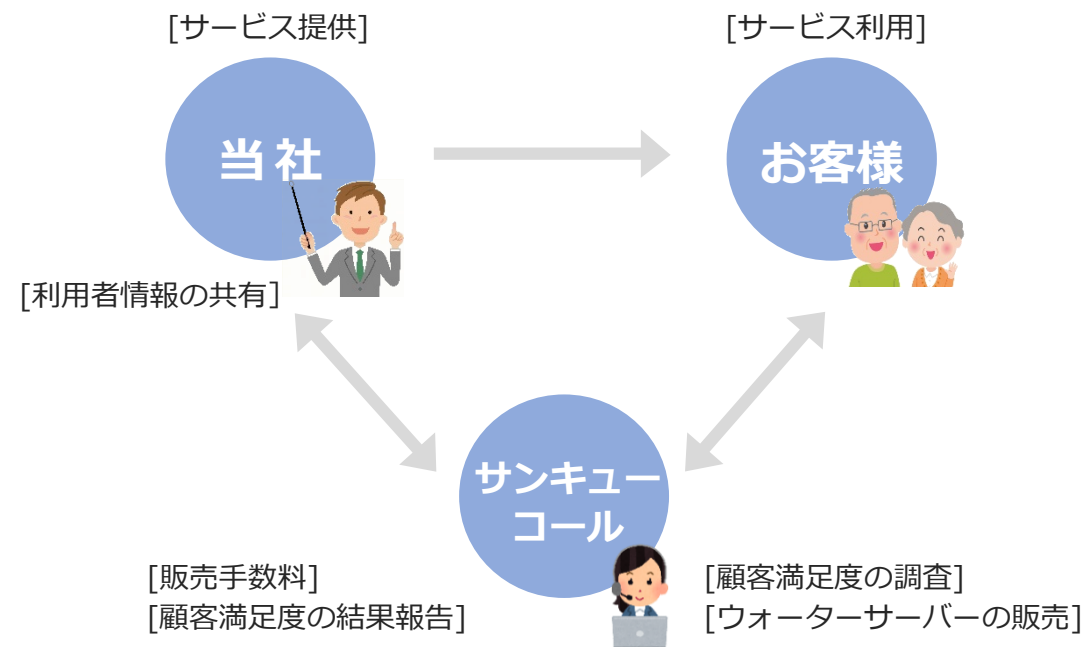 [サービス提供]
[サービス利用]
当社
お客様
[利用者情報の共有]
サンキュー
コール
[販売手数料]
[顧客満足度の結果報告]
[顧客満足度の調査]
[ウォーターサーバーの販売]